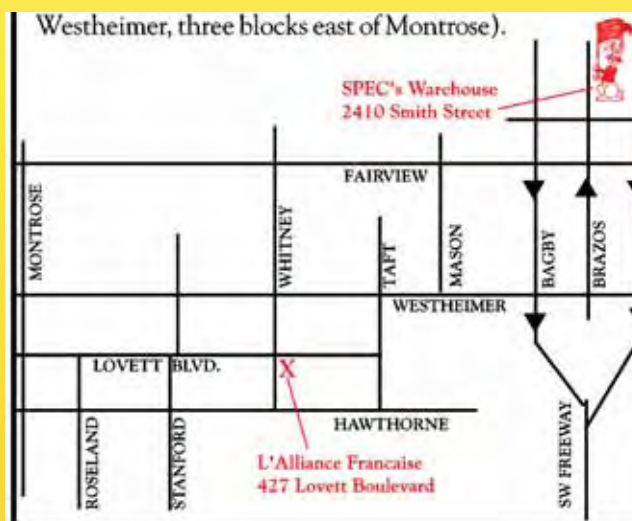 Westheimer, three blocks east of Montrose).
SPEC's Warehouse
2410 Smith Street
FAIRVIEW
MONTROSE
WHITNEY
TAFT
MASON
BAGBY
BRAZOS
WESTHEIMER
LOVETT BLVD.
X
HAWTHORNE
ROSELAND
STANFORD
L'Alliance Francaise
427 Lovett Boulevard
SW FREEWAY